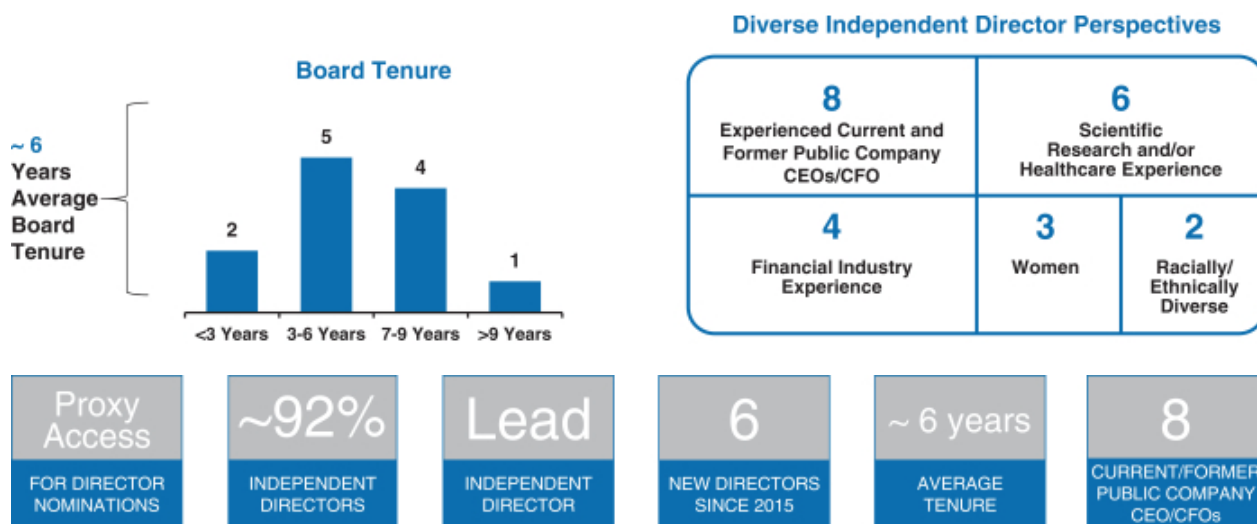 Diverse Independent Director Perspectives
Board Tenure
~ 6
Years
Average
Board
Tenure
2
5
4
1
<3 Years
3-6 Years
7-9 Years
>9 Years
8
Experienced Current and
Former Public Company
CEOs/CFO
6
Scientific
Research and/or
Healthcare Experience
4
Financial Industry
Experience
3
Women
2
Racially/
Ethnically
Diverse
Proxy
Access
FOR DIRECTOR
NOMINATIONS
~92%
INDEPENDENT
DIRECTORS
Lead
INDEPENDENT
DIRECTOR
6
NEW DIRECTORS
SINCE 2015
~ 6 years
AVERAGE
TENURE
8
CURRENT/FORMER
PUBLIC COMPANY
CEO/CFOs